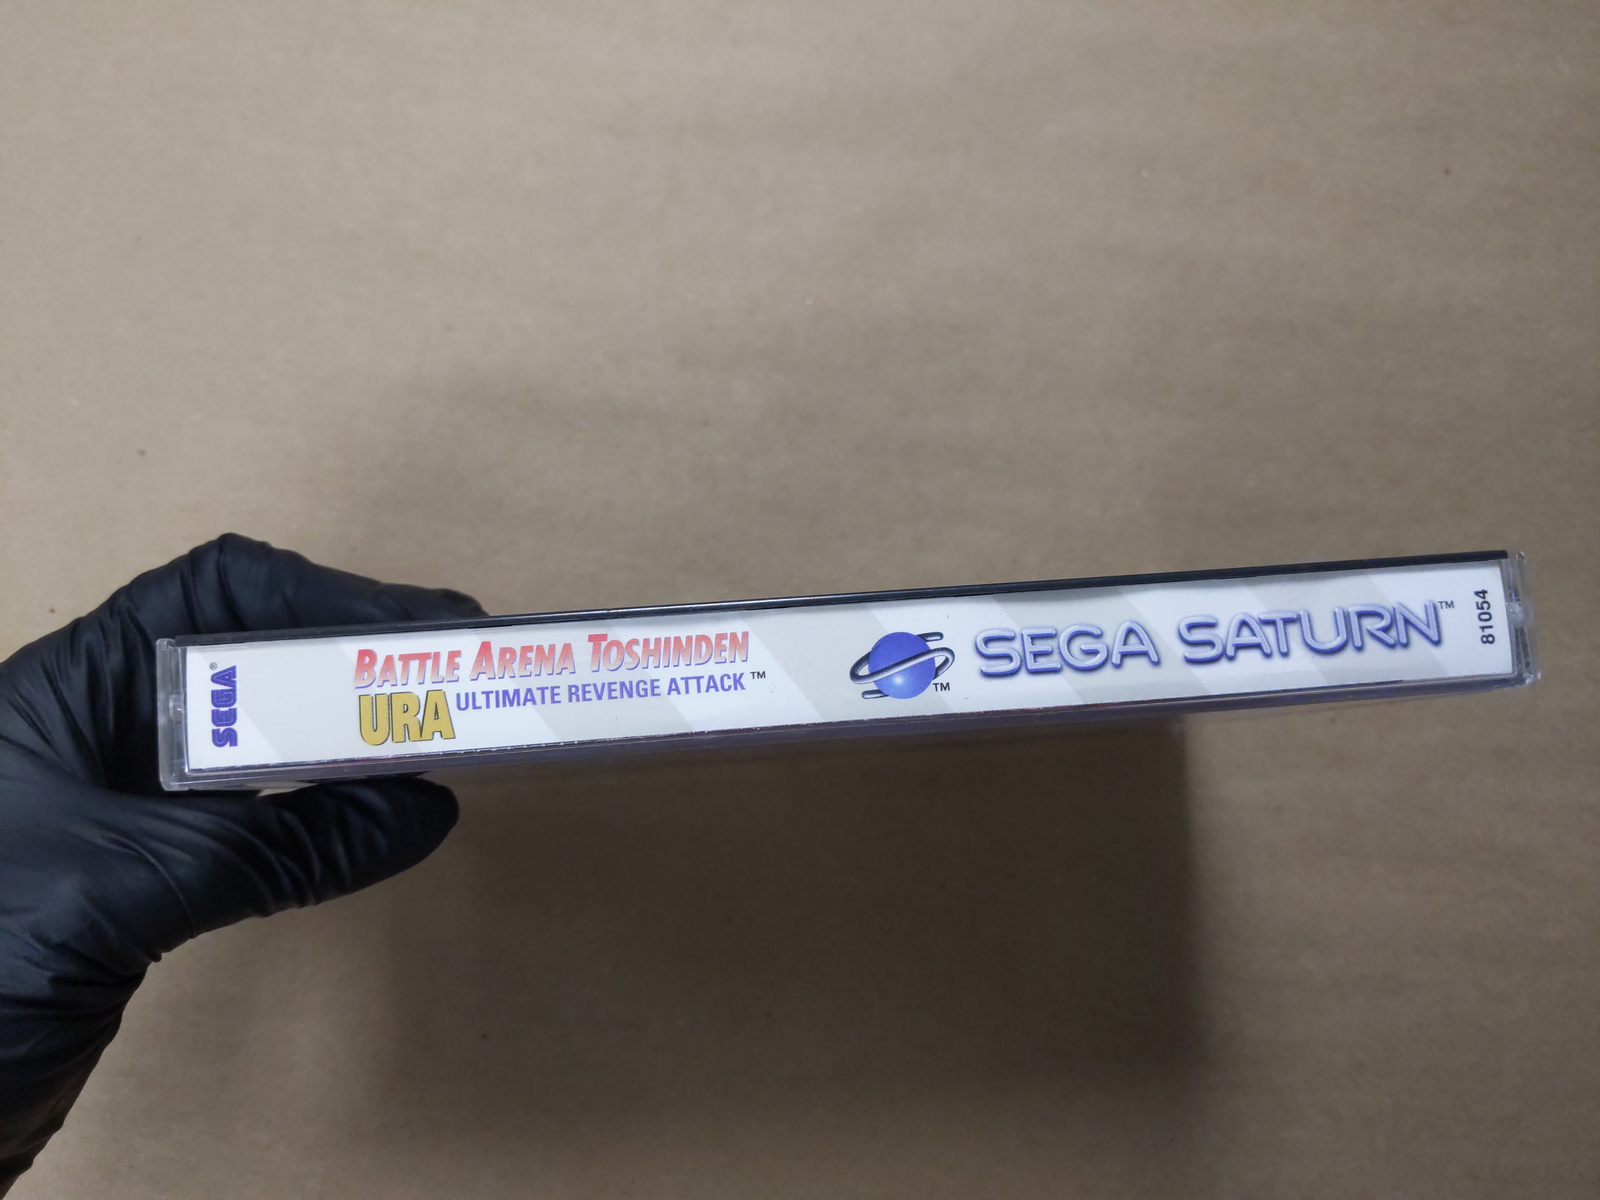 SEGA®
BATTLE ARENA TOSHINDEN
URA ULTIMATE REVENGE ATTACK™
TM
SEGA SATURN™
81054